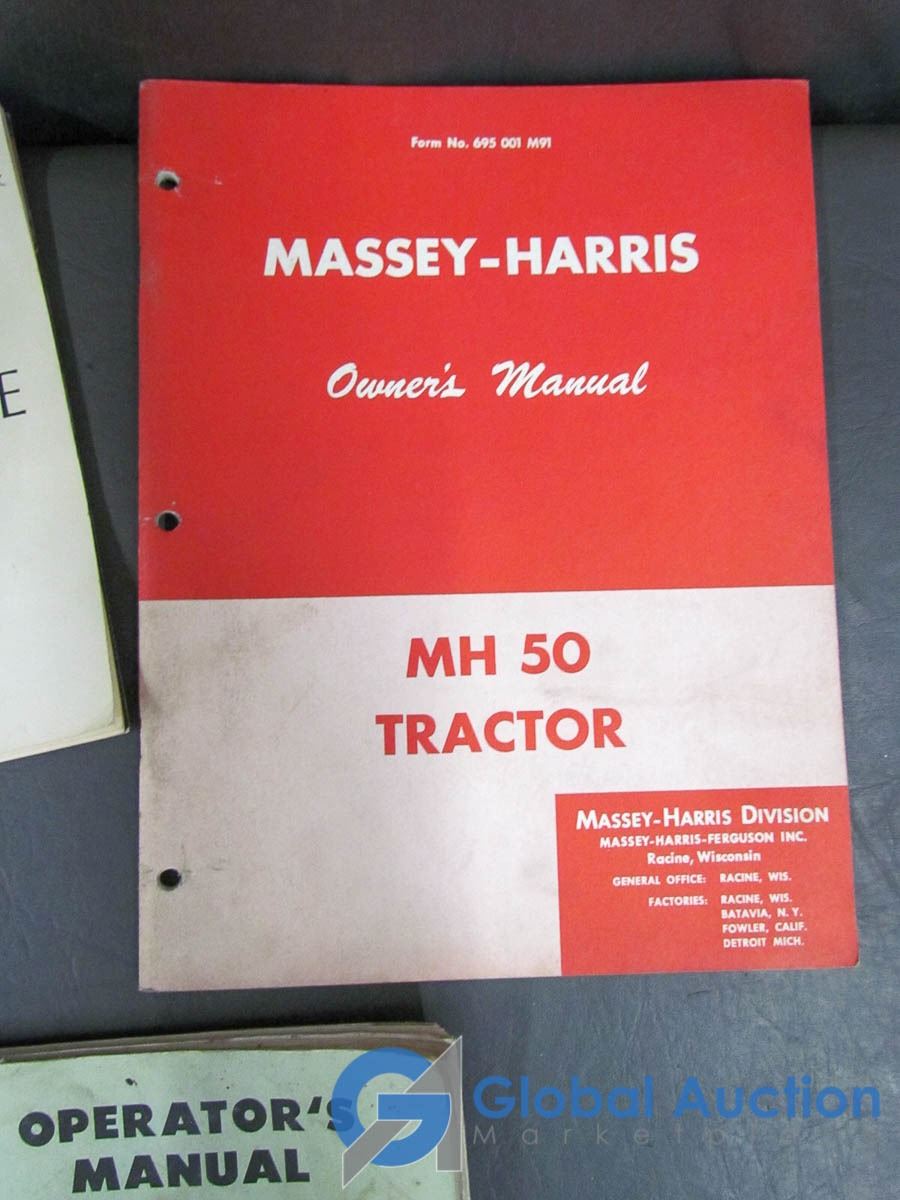 Form No. 695 001 M91
MASSEY-HARRIS
Owner's Manual
E
MH 50
TRACTOR
MASSEY-HARRIS DIVISION
MASSEY-HARRIS-FERGUSON INC.
Racine, Wisconsin
GENERAL OFFICE: RACINE, WIS.
FACTORIES: RACINE, WIS.
BATAVIA, N. Y.
FOWLER, CALIF.
DETROIT MICH.
OPERATOR'S
MANUAL
Global Auction
Marketplace